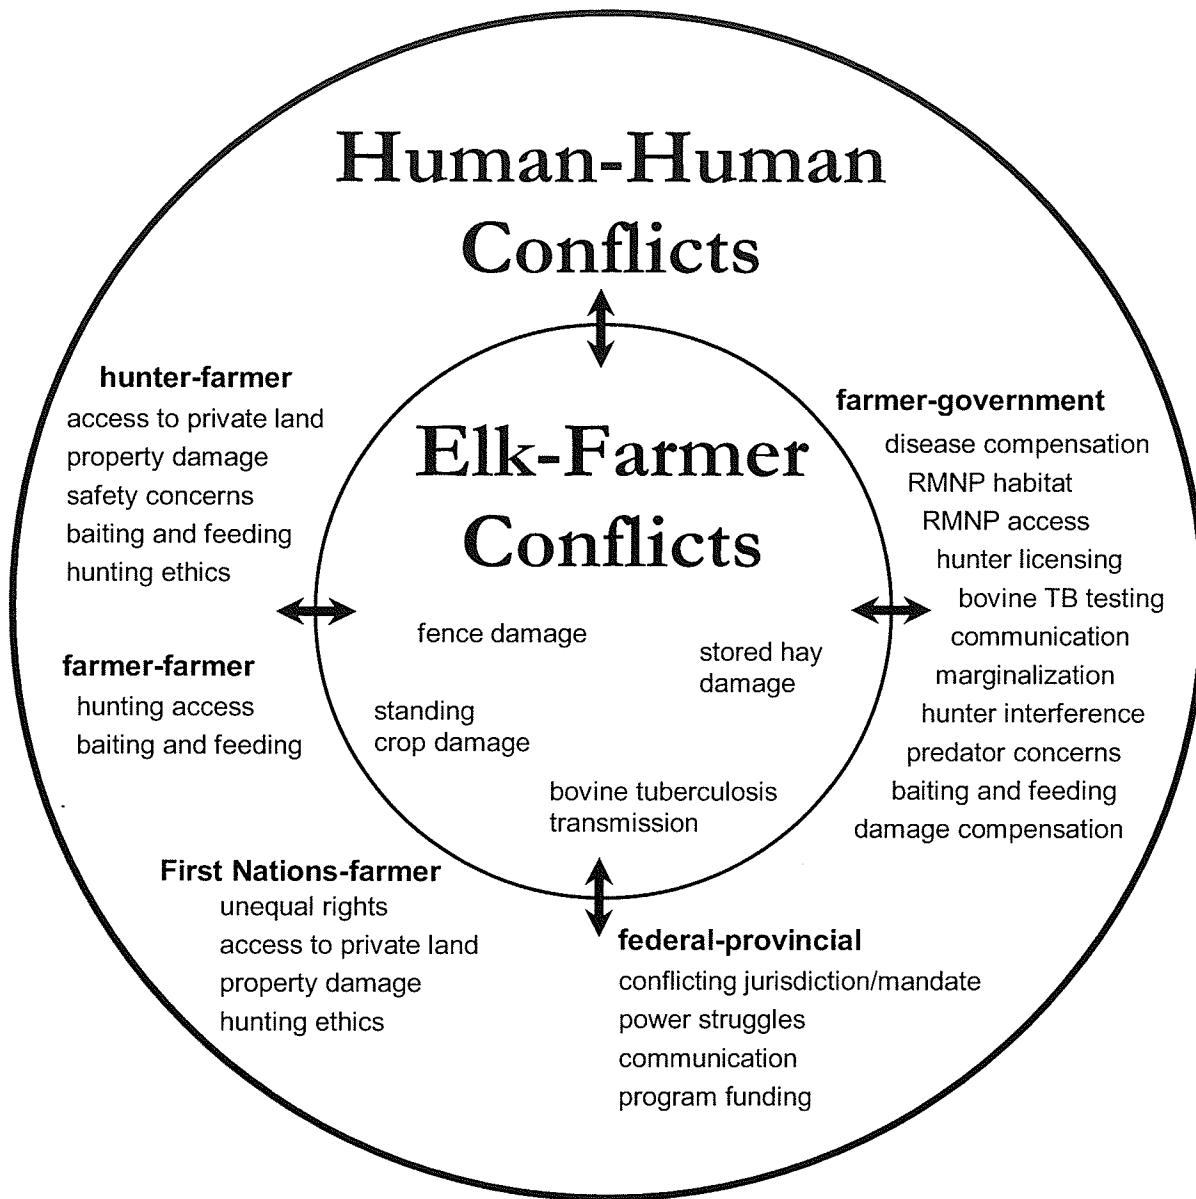 Human-Human
Conflicts
hunter-farmer
access to private land
property damage
safety concerns
baiting and feeding
hunting ethics
farmer-farmer
hunting access
baiting and feeding
First Nations-farmer
unequal rights
access to private land
property damage
hunting ethics
Elk-Farmer
Conflicts
fence damage
stored hay
damage
standing
crop damage
bovine tuberculosis
transmission
farmer-government
disease compensation
RMNP habitat
RMNP access
hunter licensing
bovine TB testing
communication
marginalization
hunter interference
predator concerns
baiting and feeding
damage compensation
federal-provincial
conflicting jurisdiction/mandate
power struggles
communication
program funding